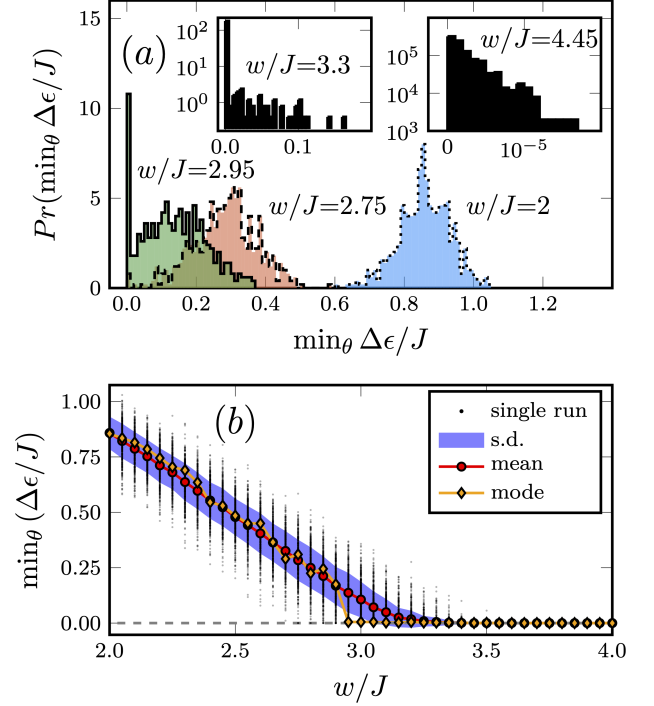 (a)
Pr(min_θ Δϵ/J)
15
10
5
0
10²
10¹
10⁰
w/J=3.3
0.0
0.1
w/J=4.45
10⁵
10⁴
10³
0
10⁻⁵
w/J=2.95
w/J=2.75
w/J=2
0.0
0.2
0.4
0.6
0.8
1.0
1.2
min_θ Δϵ/J
(b)
min_θ(Δϵ/J)
1.00
0.75
0.50
0.25
0.00
single run
s.d.
mean
mode
2.0
2.5
3.0
3.5
4.0
w/J